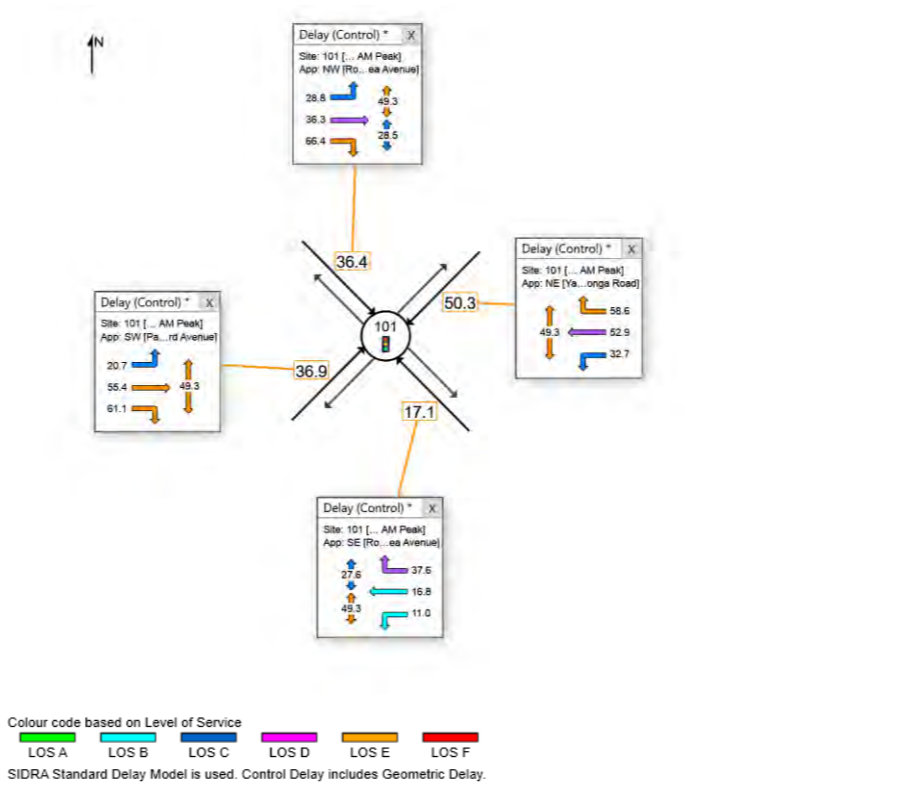 N
Delay (Control) * X
Site: 101 [... AM Peak]
App: NW [Ro...ea Avenue]
28.8
49.3
36.3
28.5
66.4
36.4
Delay (Control) * X
Site: 101 [... AM Peak]
App: NE [Ya...onga Road]
58.6
49.3
52.9
32.7
50.3
101
Delay (Control) * X
Site: 101 [... AM Peak]
App: SW [Pa...rd Avenue]
20.7
55.4
49.3
61.1
36.9
17.1
Delay (Control) * X
Site: 101 [... AM Peak]
App: SE [Ro...ea Avenue]
27.6
37.6
16.8
49.3
11.0
Colour code based on Level of Service
LOS A LOS B LOS C LOS D LOS E LOS F
SIDRA Standard Delay Model is used. Control Delay includes Geometric Delay.